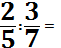 2/5 : 3/7 =